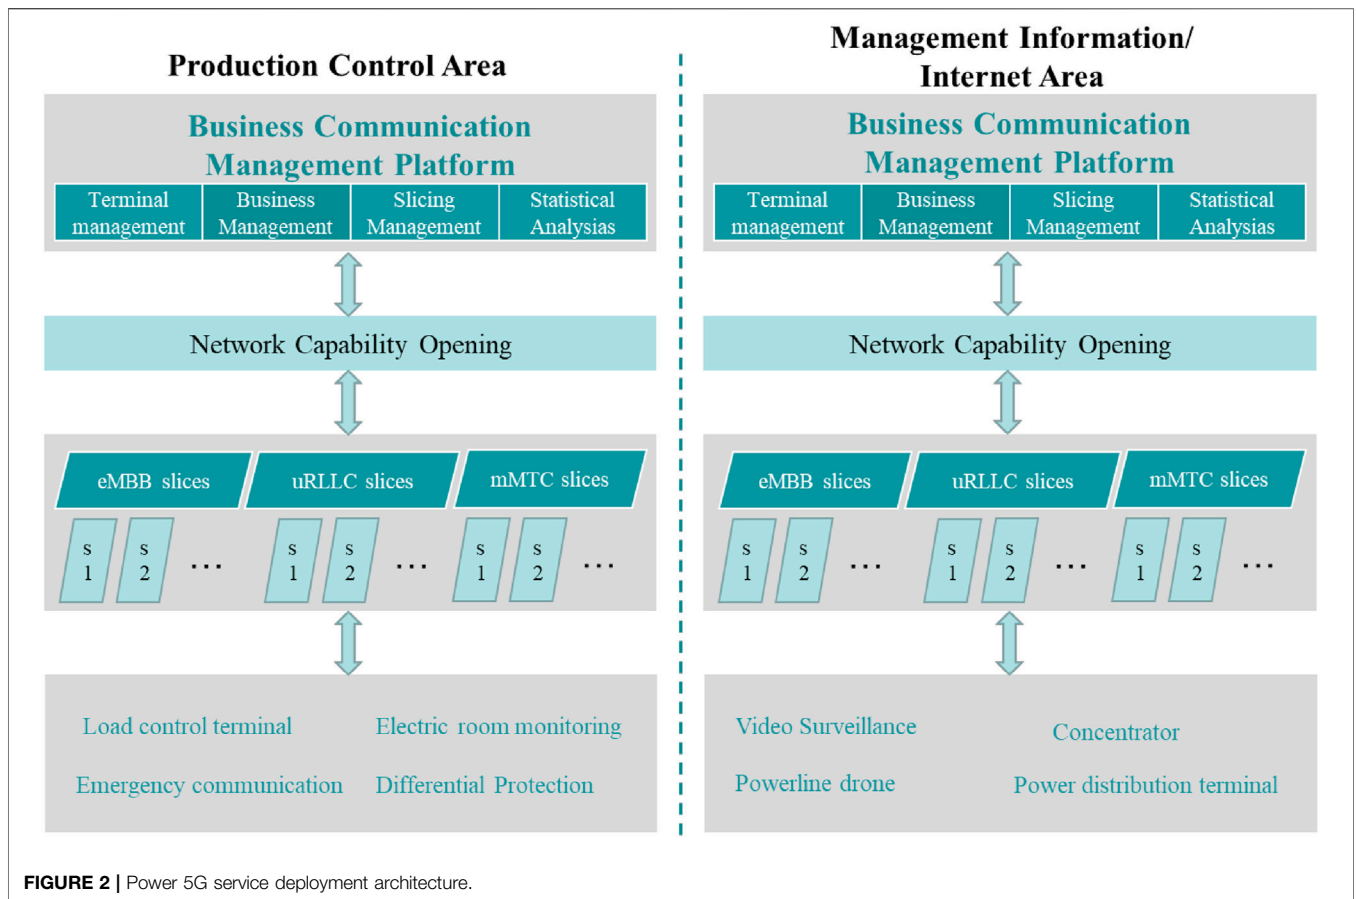 Production Control Area
Business Communication
Management Platform
Terminal
management
Business
Management
Slicing
Management
Statistical
Analysias
Network Capability Opening
eMBB slices
uRLLC slices
mMTC slices
s
1
s
2
...
s
1
s
2
...
s
1
s
2
...
Load control terminal
Electric room monitoring
Emergency communication
Differential Protection
Management Information/
Internet Area
Business Communication
Management Platform
Terminal
management
Business
Management
Slicing
Management
Statistical
Analysias
Network Capability Opening
eMBB slices
uRLLC slices
mMTC slices
s
1
s
2
...
s
1
s
2
...
s
1
s
2
...
Video Surveillance
Concentrator
Powerline drone
Power distribution terminal
FIGURE 2 | Power 5G service deployment architecture.